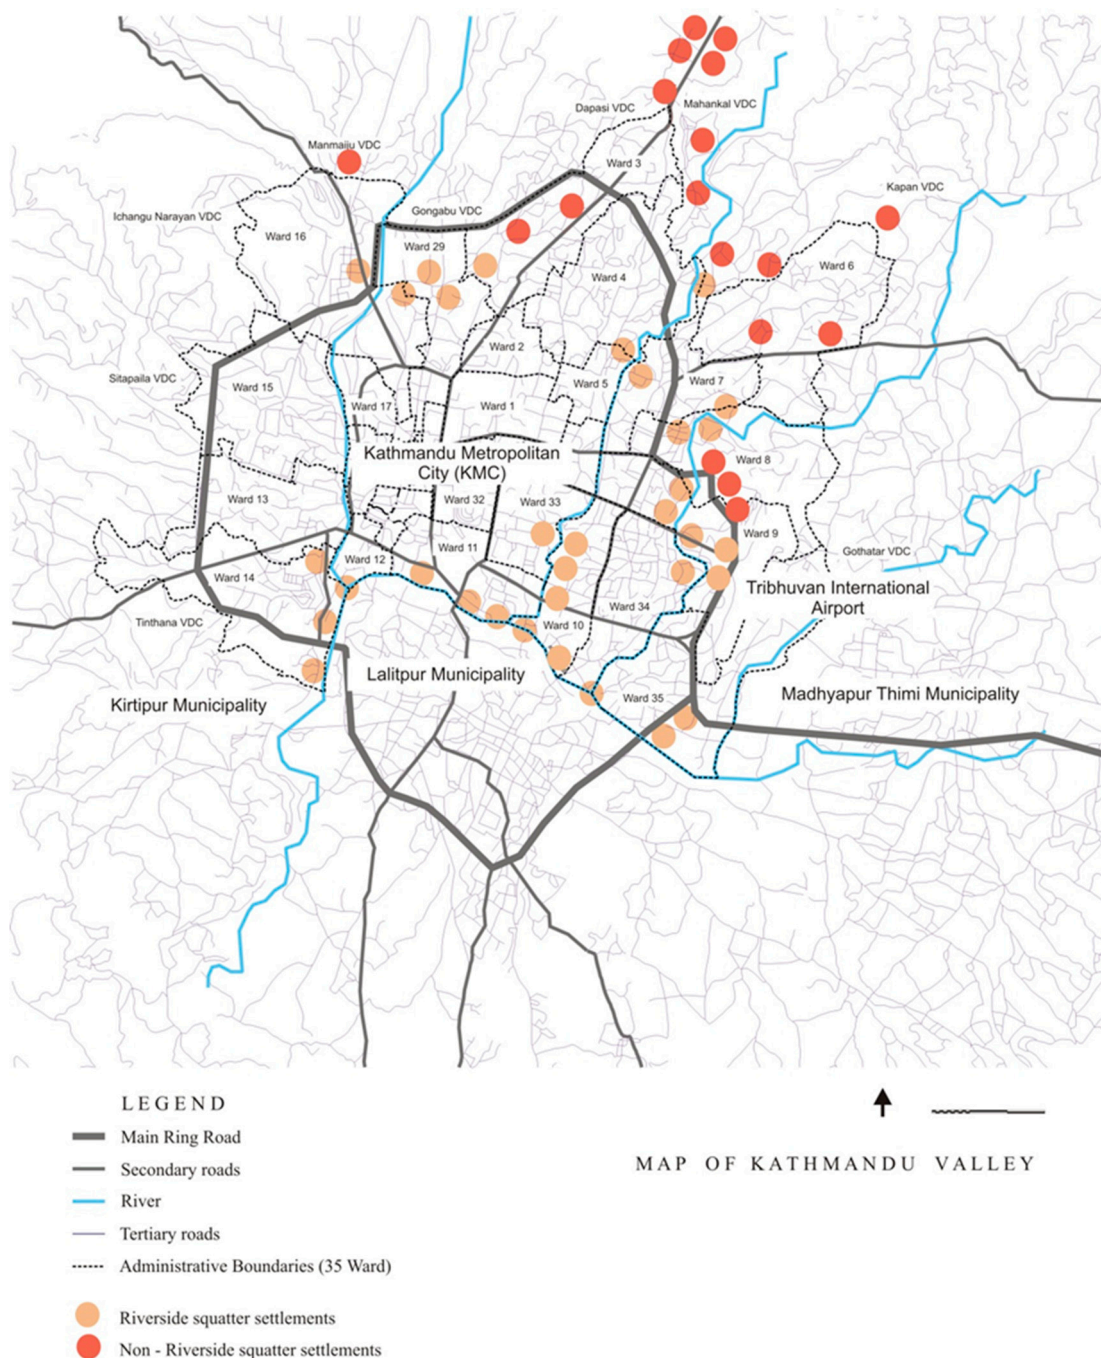 Dapasi VDC
Mahankal VDC
Manmaiju VDC
Ward 3
Kapan VDC
Ichangu Narayan VDC
Gongabu VDC
Ward 16
Ward 29
Ward 4
Ward 6
Ward 2
Sitapaila VDC
Ward 15
Ward 5
Ward 7
Ward 17
Ward 1
Kathmandu Metropolitan
City (KMC)
Ward 8
Ward 13
Ward 32
Ward 33
Ward 9
Ward 11
Gothatar VDC
Ward 12
Ward 14
Tribhuvan International
Airport
Ward 34
Tinthana VDC
Ward 10
Lalitpur Municipality
Ward 35
Madhyapur Thimi Municipality
Kirtipur Municipality
LEGEND
Main Ring Road
Secondary roads
River
Tertiary roads
Administrative Boundaries (35 Ward)
Riverside squatter settlements
Non - Riverside squatter settlements
MAP OF KATHMANDU VALLEY